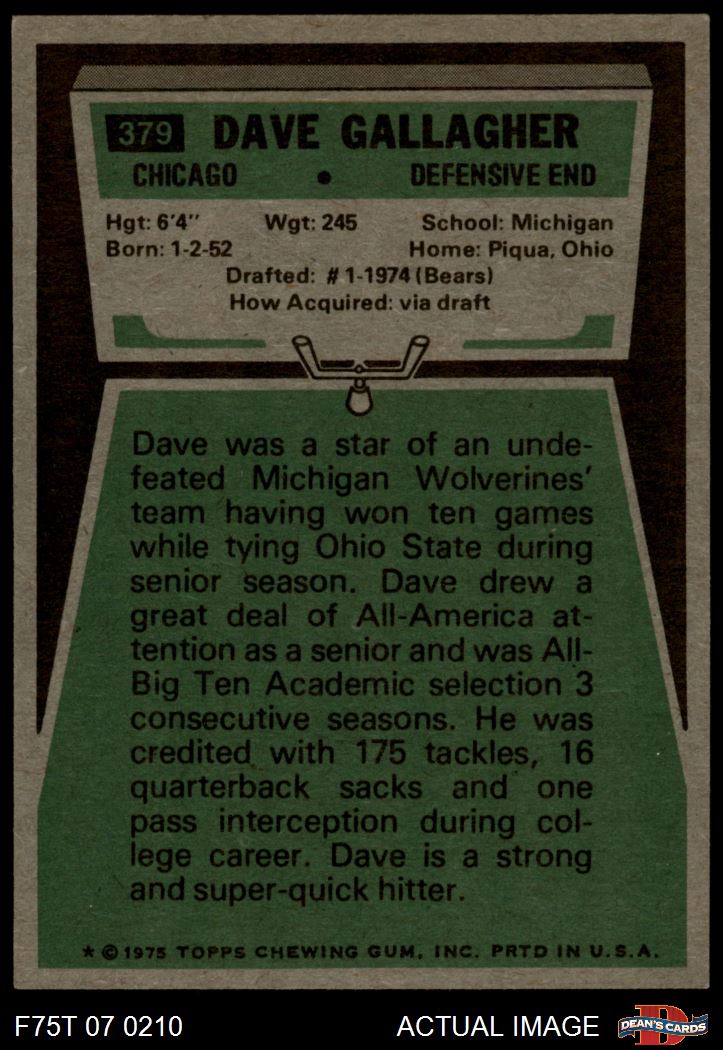 379 DAVE GALLAGHER
CHICAGO • DEFENSIVE END
Hgt: 6'4" Wgt: 245 School: Michigan
Born: 1-2-52 Home: Piqua, Ohio
Drafted: #1-1974 (Bears)
How Acquired: via draft
Dave was a star of an unde-
feated Michigan Wolverines'
team having won ten games
while tying Ohio State during
senior season. Dave drew a
great deal of All-America at-
tention as a senior and was All-
Big Ten Academic selection 3
consecutive seasons. He was
credited with 175 tackles, 16
quarterback sacks and one
pass interception during col-
lege career. Dave is a strong
and super-quick hitter.
* © 1975 TOPPS CHEWING GUM, INC. PRTD IN U.S.A.
F75T 07 0210 ACTUAL IMAGE D DEAN'S CARDS